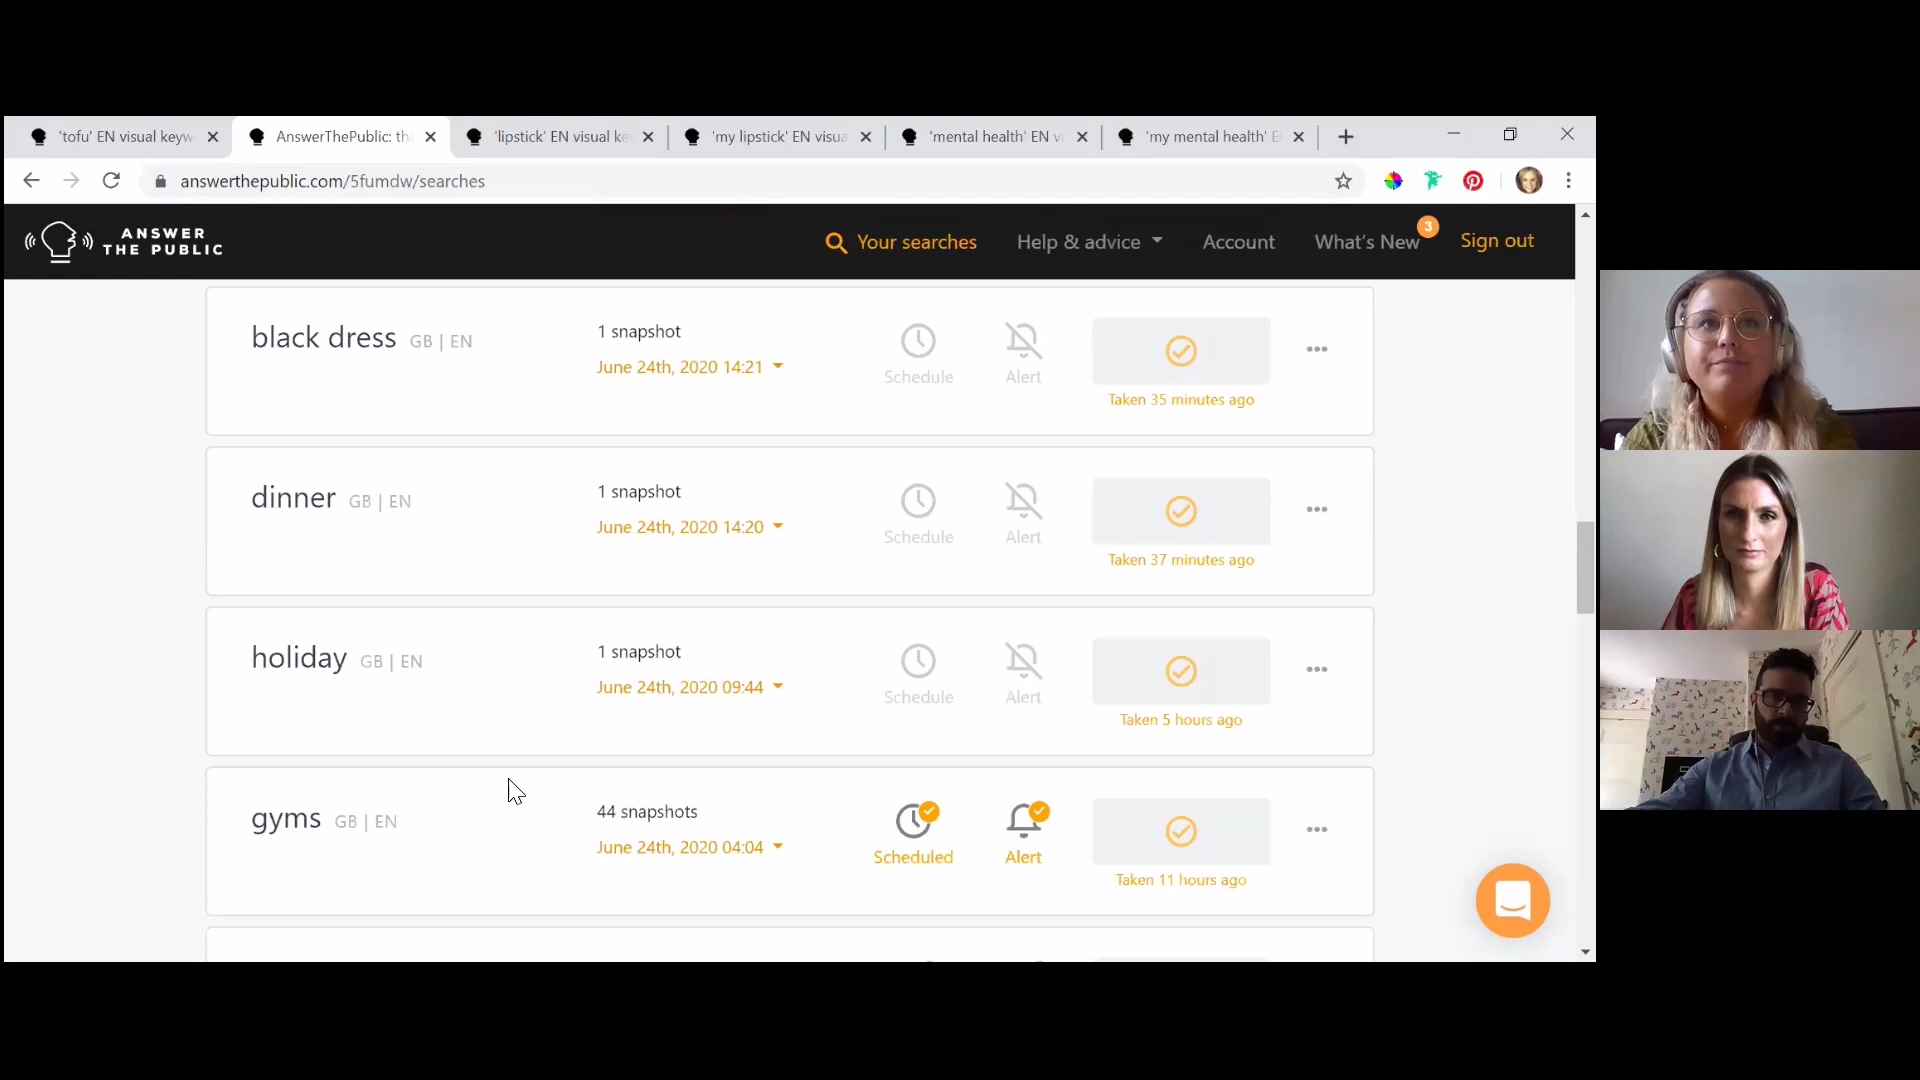 'tofu' EN visual keyw
AnswerThePublic: tha
'lipstick' EN visual ke
'my lipstick' EN visua
'mental health' EN vi
'my mental health' E
answerthepublic.com/5fumdw/searches
ANSWER
THE PUBLIC
Your searches
Help & advice
Account
What's New
3
Sign out
black dress GB | EN
1 snapshot
June 24th, 2020 14:21
Schedule
Alert
Taken 35 minutes ago
dinner GB | EN
1 snapshot
June 24th, 2020 14:20
Schedule
Alert
Taken 37 minutes ago
holiday GB | EN
1 snapshot
June 24th, 2020 09:44
Schedule
Alert
Taken 5 hours ago
gyms GB | EN
44 snapshots
June 24th, 2020 04:04
Scheduled
Alert
Taken 11 hours ago